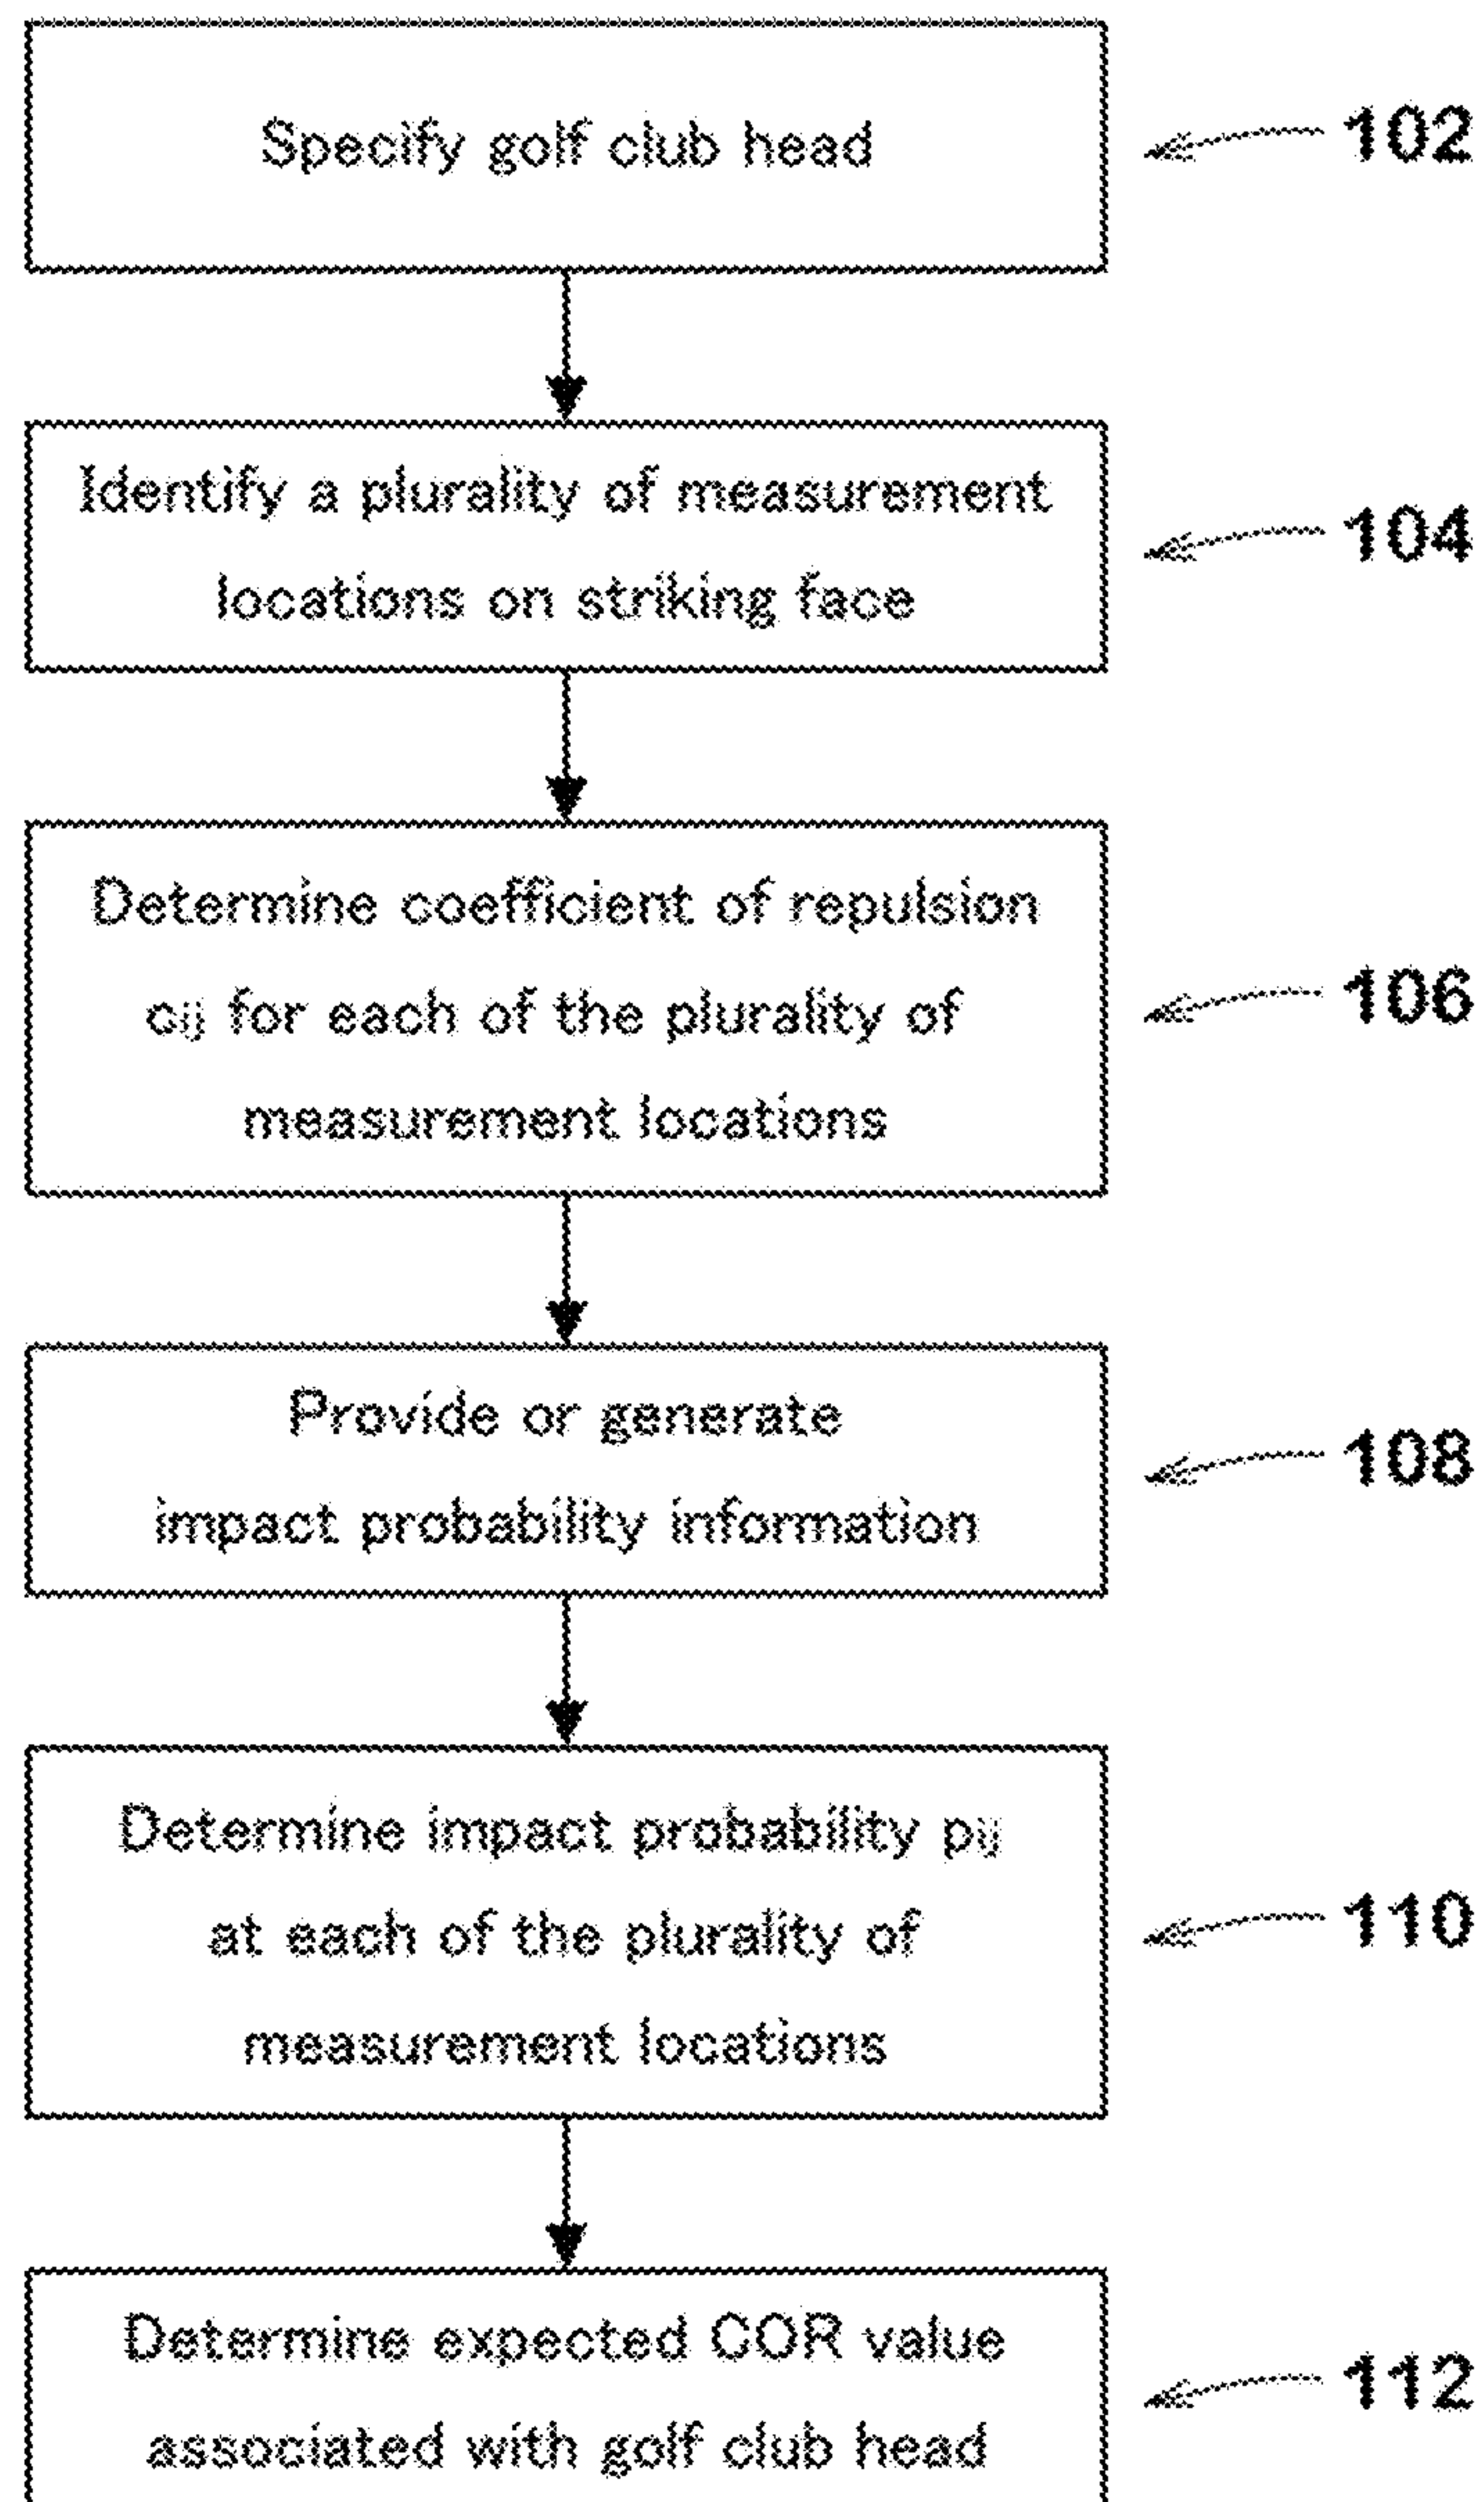 Specify golf club head
102
Identify a plurality of measurement
locations on striking face
104
Determine coefficient of repulsion
cij for each of the plurality of
measurement locations
106
Provide or generate
impact probability information
108
Determine impact probability pij
at each of the plurality of
measurement locations
110
Determine expected COR value
associated with golf club head
112